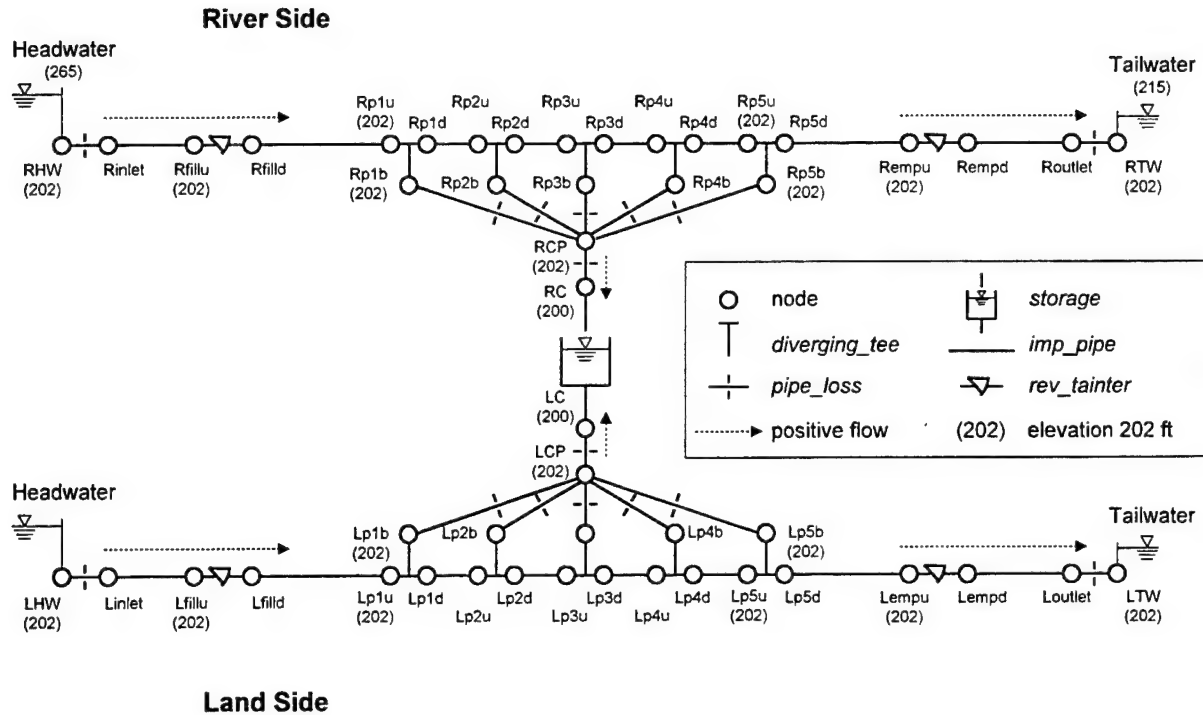 River Side
Headwater
(265)
Tailwater
(215)
Rp1u
(202)
Rp1d
Rp2u
Rp2d
Rp3u
Rp3d
Rp4u
Rp4d
Rp5u
(202)
Rp5d
RHW
(202)
Rinlet
Rfillu
(202)
Rfilld
Rp1b
(202)
Rp2b
Rp3b
Rp4b
Rp5b
(202)
Rempu
(202)
Rempd
Routlet
RTW
(202)
RCP
(202)
RC
(200)
LC
(200)
LCP
(202)
node
storage
diverging_tee
imp_pipe
pipe_loss
rev_tainter
positive flow
(202) elevation 202 ft
Headwater
Tailwater
Lp1b
(202)
Lp2b
Lp4b
Lp5b
(202)
LHW
(202)
Linlet
Lfillu
(202)
Lfilld
Lp1u
(202)
Lp1d
Lp2u
Lp2d
Lp3u
Lp3d
Lp4u
Lp4d
Lp5u
(202)
Lp5d
Lempu
(202)
Lempd
Loutlet
LTW
(202)
Land Side